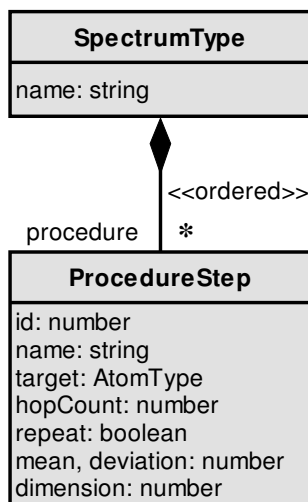 SpectrumType
name: string
<<ordered>>
procedure *
ProcedureStep
id: number
name: string
target: AtomType
hopCount: number
repeat: boolean
mean, deviation: number
dimension: number